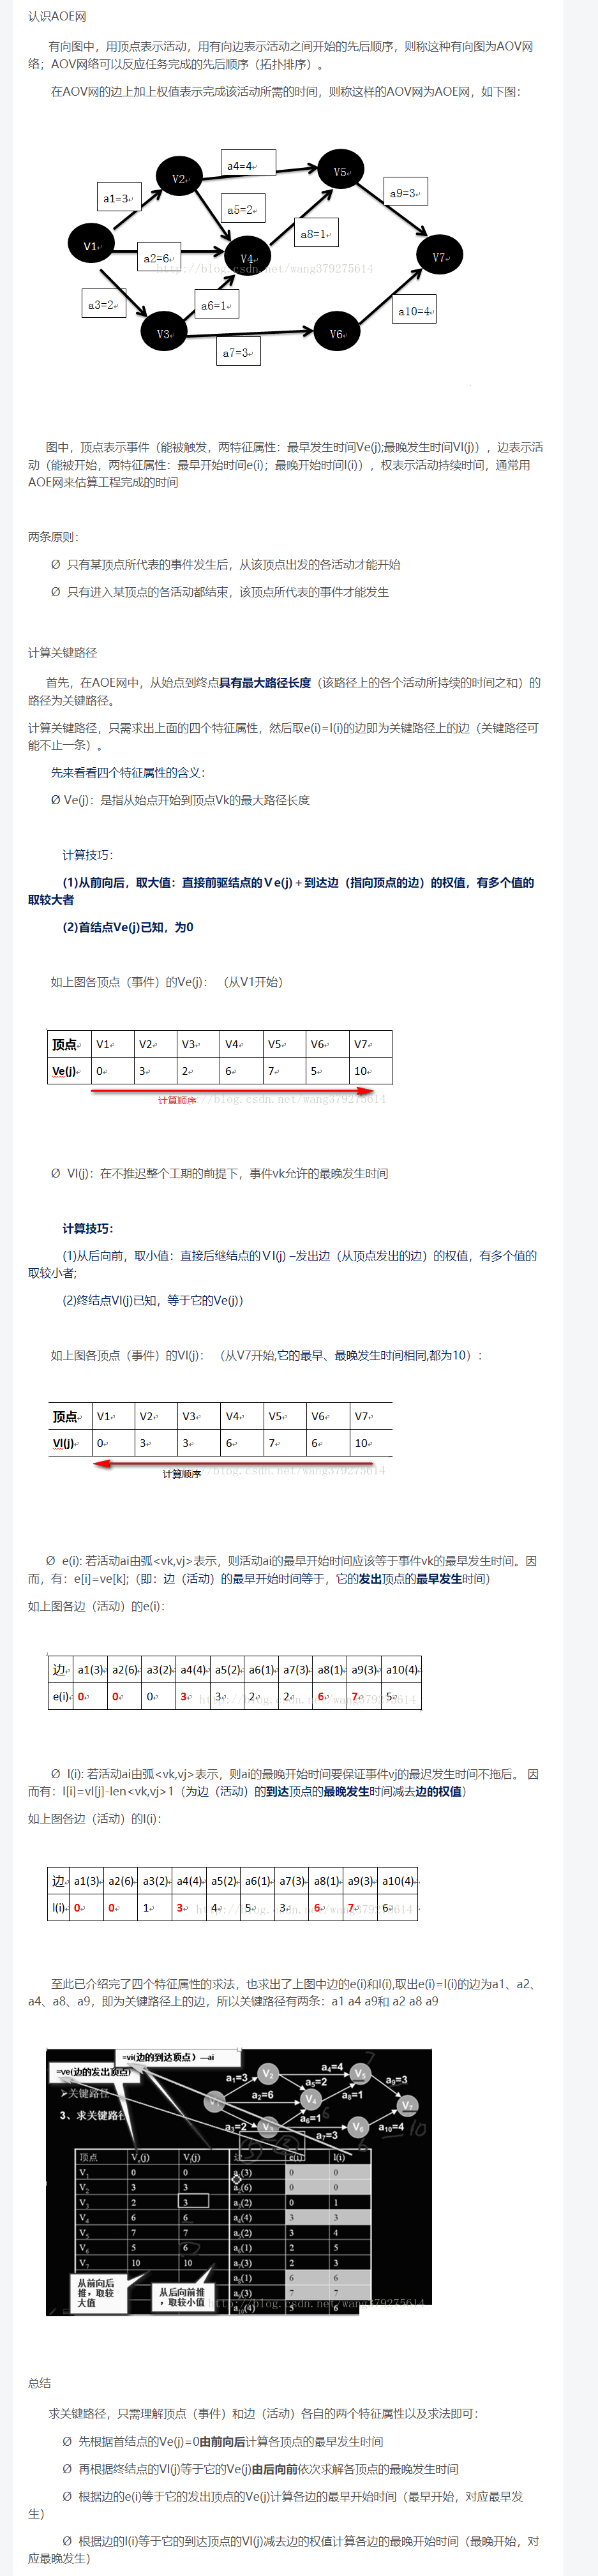 认识AOE网
有向图中，用顶点表示活动，用有向边表示活动之间开始的先后顺序，则称这种有向图为AOV网
络；AOV网络可以反应任务完成的先后顺序（拓扑排序）。
在AOV网的边上加上权值表示完成该活动所需的时间，则称这样的AOV网为AOE网，如下图：
a4=4
V2
V5
a1=3
a9=3
a5=2
a8=1
V1
a2=6
V4
V7
http://blog.csdn.net/wang379275614
a3=2
a6=1
a10=4
V3
V6
a7=3
图中，顶点表示事件（能被触发，两特征属性：最早发生时间Ve(j);最晚发生时间Vl(j)），边表示活
动（能被开始，两特征属性：最早开始时间e(i)；最晚开始时间l(i)），权表示活动持续时间，通常用
AOE网来估算工程完成的时间
两条原则：
Ø 只有某顶点所代表的事件发生后，从该顶点出发的各活动才能开始
Ø 只有进入某顶点的各活动都结束，该顶点所代表的事件才能发生
计算关键路径
首先，在AOE网中，从始点到终点具有最大路径长度（该路径上的各个活动所持续的时间之和）的
路径为关键路径。
计算关键路径，只需求出上面的四个特征属性，然后取e(i)=l(i)的边即为关键路径上的边（关键路径可
能不止一条）。
先来看看四个特征属性的含义：
Ø Ve(j)：是指从始点开始到顶点Vk的最大路径长度
计算技巧：
(1)从前向后，取大值：直接前驱结点的Ve(j)＋到达边（指向顶点的边）的权值，有多个值的
取较大者
(2)首结点Ve(j)已知，为0
如上图各顶点（事件）的Ve(j)： （从V1开始）
顶点 V1 V2 V3 V4 V5 V6 V7
Ve(j) 0 3 2 6 7 5 10
计算顺序
://blog.csdn.net/wang379275614
Ø Vl(j)：在不推迟整个工期的前提下，事件vk允许的最晚发生时间
计算技巧：
(1)从后向前，取小值：直接后继结点的Vl(j) –发出边（从顶点发出的边）的权值，有多个值的
取较小者;
(2)终结点Vl(j)已知，等于它的Ve(j)）
如上图各顶点（事件）的Vl(j)： （从V7开始,它的最早、最晚发生时间相同,都为10）：
顶点 V1 V2 V3 V4 V5 V6 V7
Vl(j) 0 3 3 6 7 6 10
计算顺序
://blog.csdn.net/wang379275614
Ø e(i): 若活动ai由弧<vk,vj>表示，则活动ai的最早开始时间应该等于事件vk的最早发生时间。因
而，有：e[i]=ve[k];（即：边（活动）的最早开始时间等于，它的发出顶点的最早发生时间）
如上图各边（活动）的e(i)：
边 a1(3) a2(6) a3(2) a4(4) a5(2) a6(1) a7(3) a8(1) a9(3) a10(4)
e(i) 0 0 0 3 3 2 2 6 7 5
http://blog.csdn.net/wang379275614
Ø l(i): 若活动ai由弧<vk,vj>表示，则ai的最晚开始时间要保证事件vj的最迟发生时间不拖后。 因
而有：l[i]=vl[j]-len<vk,vj>1（为边（活动）的到达顶点的最晚发生时间减去边的权值）
如上图各边（活动）的l(i)：
边 a1(3) a2(6) a3(2) a4(4) a5(2) a6(1) a7(3) a8(1) a9(3) a10(4)
l(i) 0 0 1 3 4 5 3 6 7 6
http://blog.csdn.net/wang379275614
至此已介绍完了四个特征属性的求法，也求出了上图中边的e(i)和l(i),取出e(i)=l(i)的边为a1、a2、
a4、a8、a9，即为关键路径上的边，所以关键路径有两条：a1 a4 a9和 a2 a8 a9
=vl(边的到达顶点）—ai
=ve(边的发出顶点)
关键路径
3、求关键路径
a1=3
a4=4
a5=2
a9=3
a2=6
a8=1
a3=2
a6=1
a10=4
a7=3
顶点 Ve(j) Vl(j) 边 e(i) l(i)
V1 0 0 a1(3) 0 0
V2 3 3 a2(6) 0 0
V3 2 3 a3(2) 0 1
V4 6 6 a4(4) 3 3
V5 7 7 a5(2) 3 4
V6 5 6 a6(1) 2 5
V7 10 10 a7(3) 2 3
a8(1) 6 6
a9(3) 7 7
a10(4) 5 6
从前向后
推，取较
大值
从后向前推
，取较小值
http://blog.csdn.net/wang379275614
总结
求关键路径，只需理解顶点（事件）和边（活动）各自的两个特征属性以及求法即可：
Ø 先根据首结点的Ve(j)=0由前向后计算各顶点的最早发生时间
Ø 再根据终结点的Vl(j)等于它的Ve(j)由后向前依次求解各顶点的最晚发生时间
Ø 根据边的e(i)等于它的发出顶点的Ve(j)计算各边的最早开始时间（最早开始，对应最早发
生）
Ø 根据边的l(i)等于它的到达顶点的Vl(j)减去边的权值计算各边的最晚开始时间（最晚开始，对
应最晚发生）